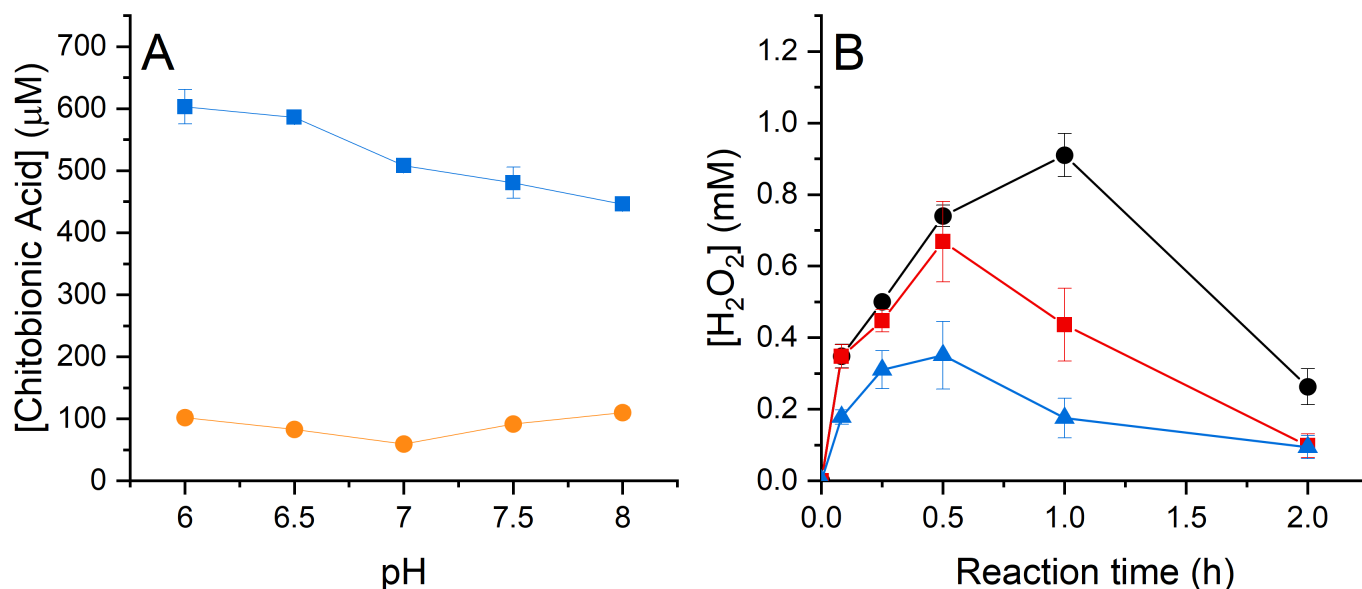 A
[Chitobionic Acid] (μM)
700
600
500
400
300
200
100
0
6 6.5 7 7.5 8
pH
B
[H₂O₂] (mM)
1.2
1.0
0.8
0.6
0.4
0.2
0.0
0.0 0.5 1.0 1.5 2.0
Reaction time (h)